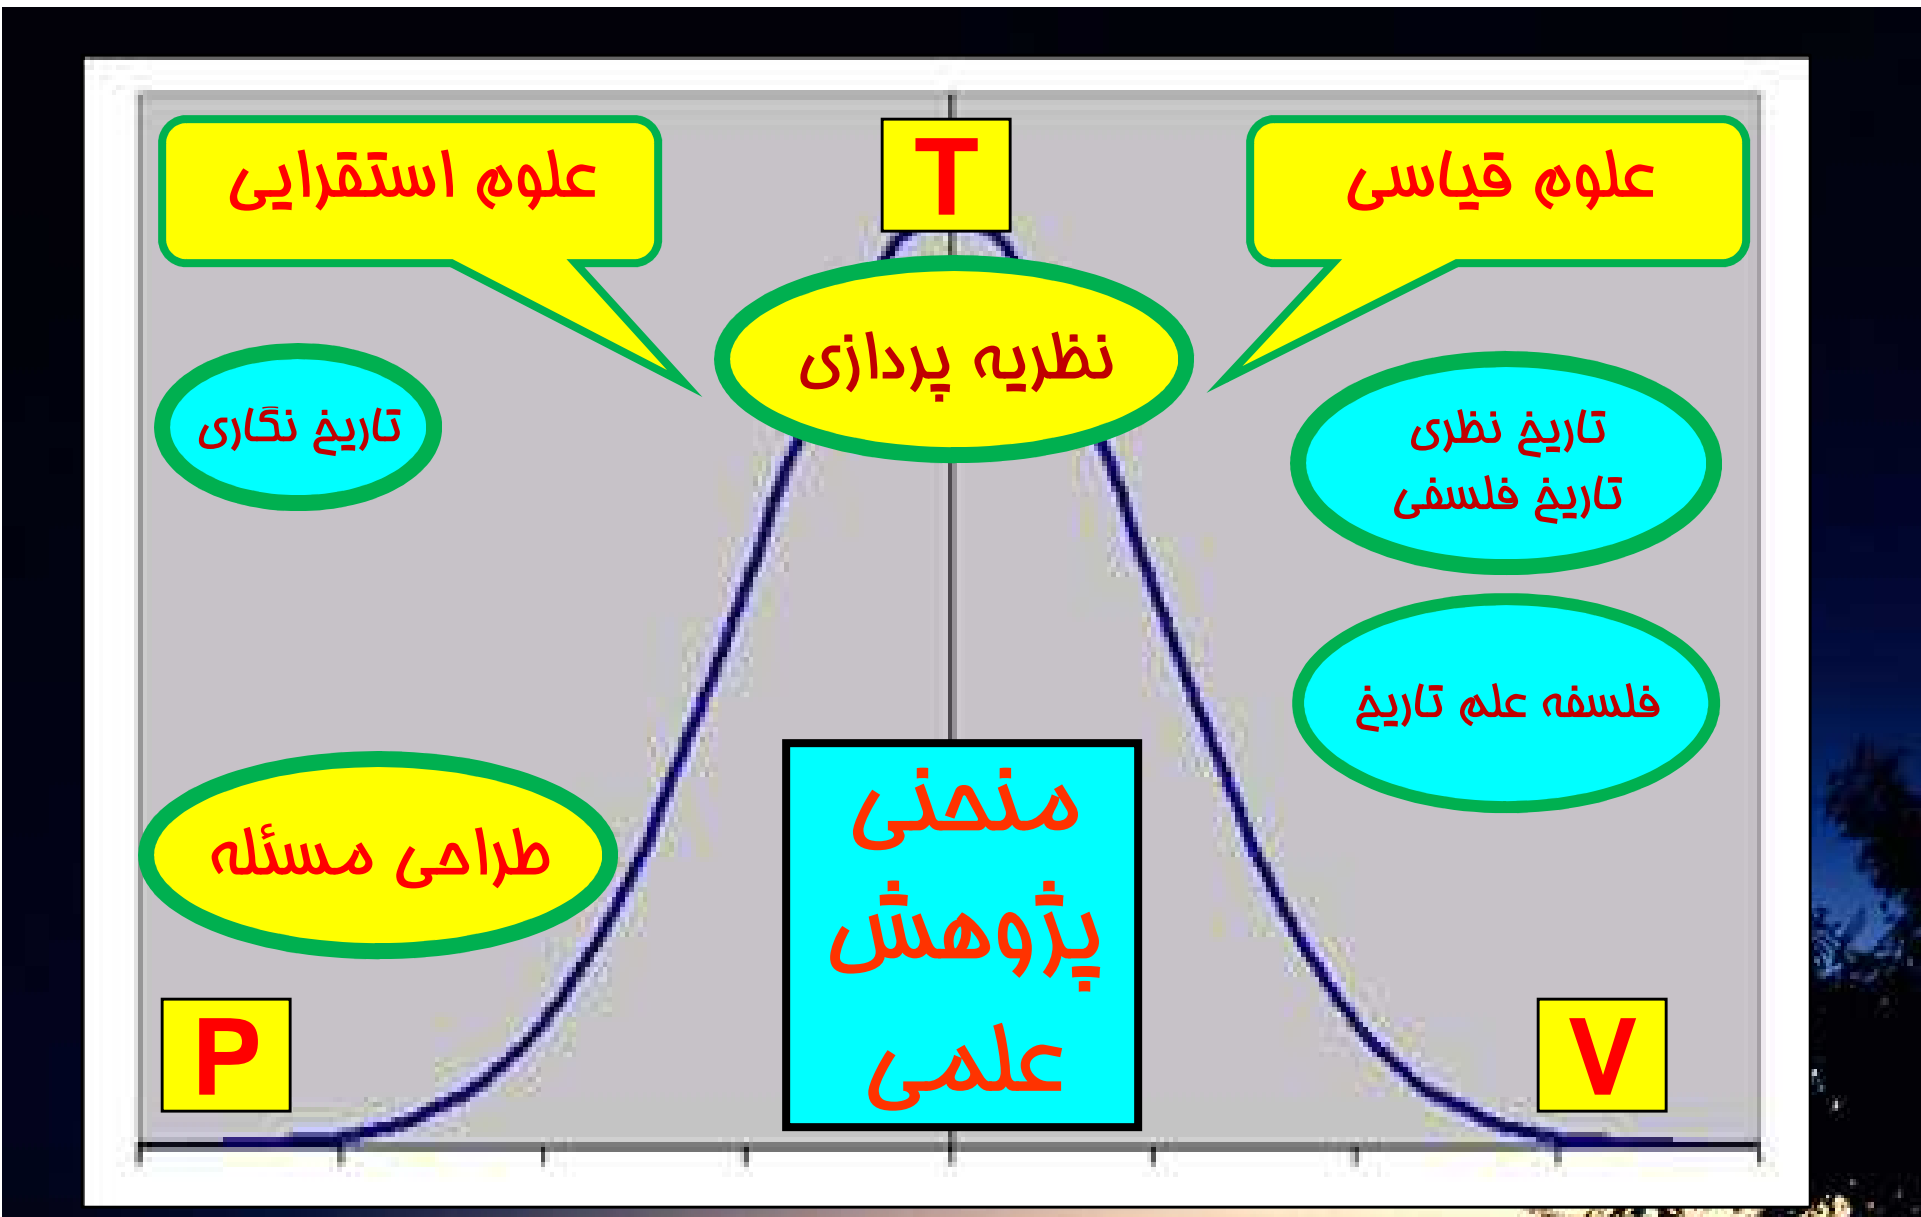 علوم استقرایی
T
علوم قیاسی
نظریه پردازی
تاریخ نگاری
تاریخ نظری
تاریخ فلسفی
فلسفه علم تاریخ
طراحی مسئله
منحنی
پژوهش
علمی
P
V